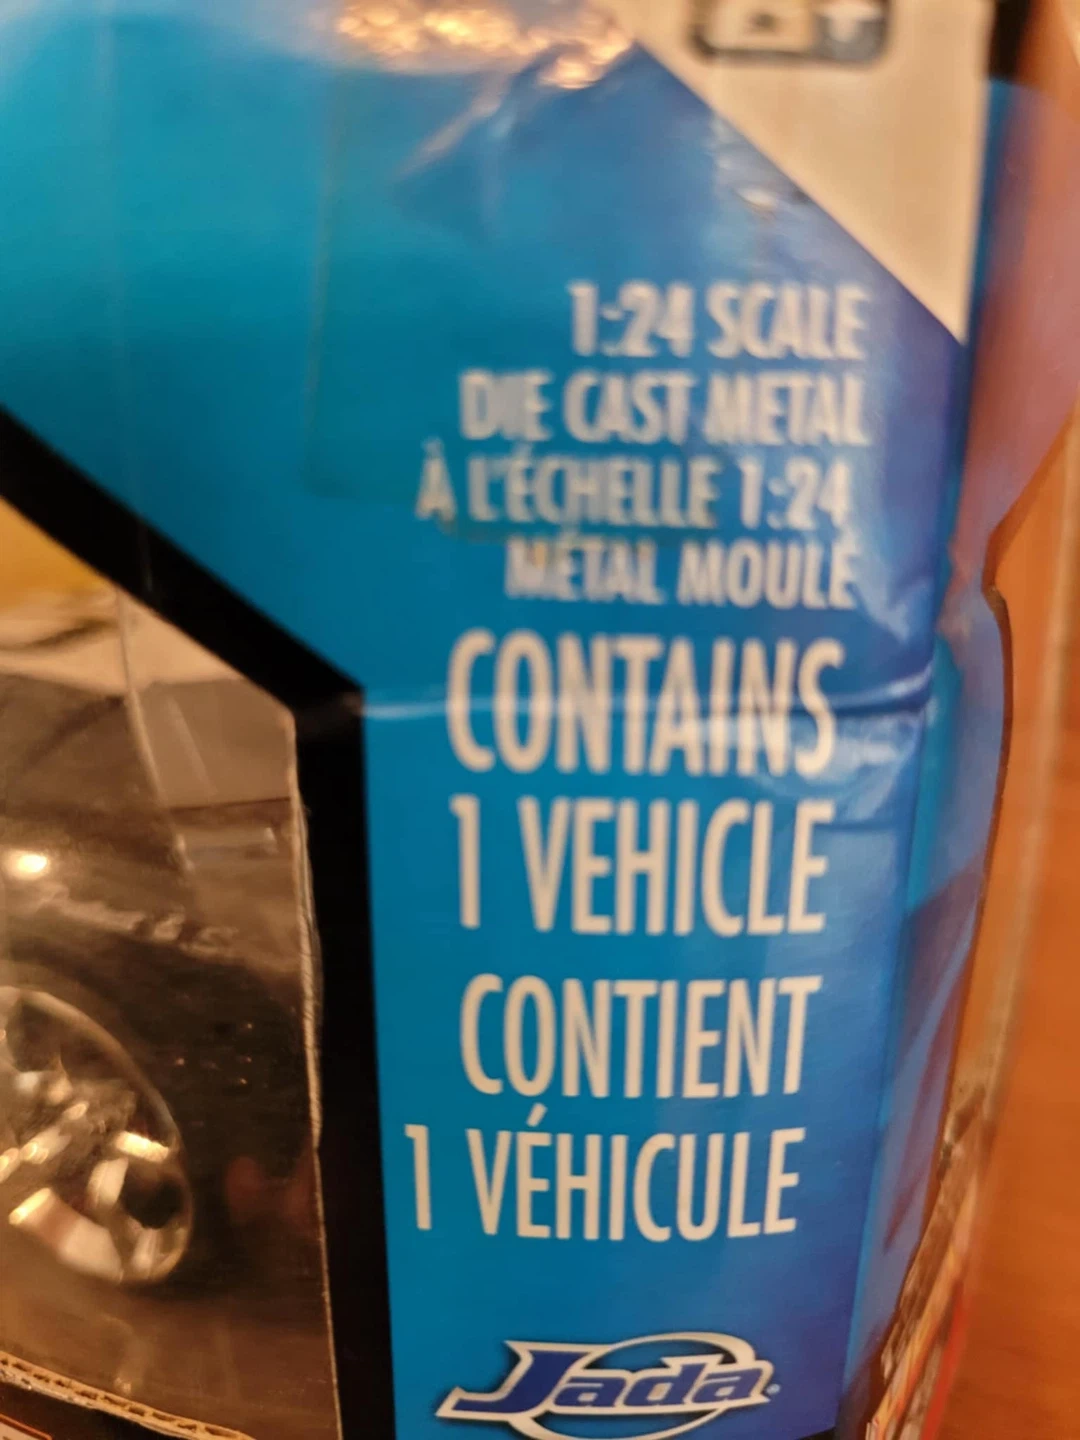 1:24 SCALE
DIE CAST METAL
À L'ÉCHELLE 1:24
MÉTAL MOULÉ
CONTAINS
1 VEHICLE
CONTIENT
1 VÉHICULE
Jada